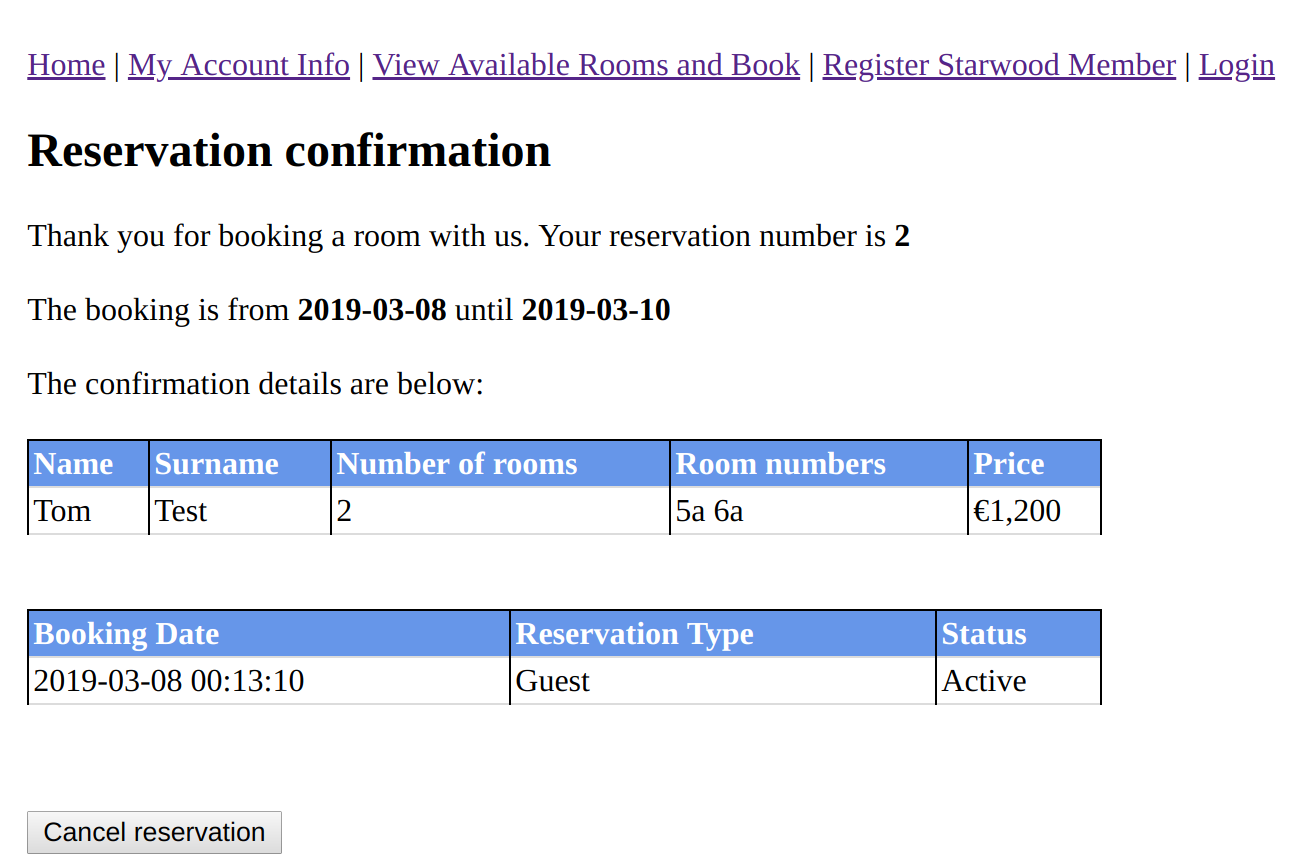 Home | My Account Info | View Available Rooms and Book | Register Starwood Member | Login
Reservation confirmation
Thank you for booking a room with us. Your reservation number is 2
The booking is from 2019-03-08 until 2019-03-10
The confirmation details are below:
Name Surname Number of rooms Room numbers Price
Tom Test 2 5a 6a €1,200
Booking Date Reservation Type Status
2019-03-08 00:13:10 Guest Active
Cancel reservation